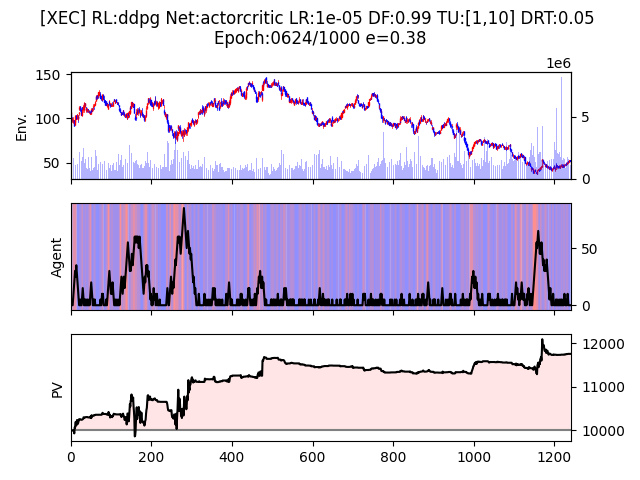 [XEC] RL:ddpg Net:actorcritic LR:1e-05 DF:0.99 TU:[1,10] DRT:0.05
Epoch:0624/1000 e=0.38
1e6
150
100
50
5
0
Env.
50
0
Agent
12000
11000
10000
PV
0 200 400 600 800 1000 1200